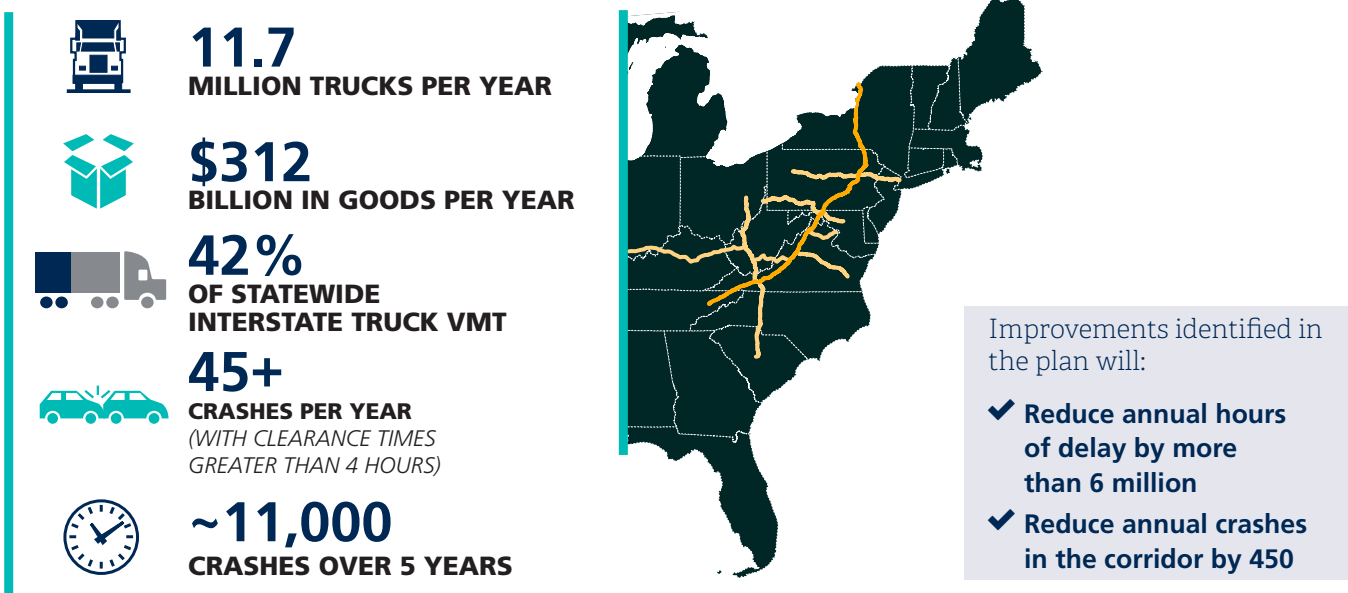 11.7
MILLION TRUCKS PER YEAR
$312
BILLION IN GOODS PER YEAR
42%
OF STATEWIDE
INTERSTATE TRUCK VMT
45+
CRASHES PER YEAR
(WITH CLEARANCE TIMES
GREATER THAN 4 HOURS)
~11,000
CRASHES OVER 5 YEARS
Improvements identified in
the plan will:
Reduce annual hours
of delay by more
than 6 million
Reduce annual crashes
in the corridor by 450